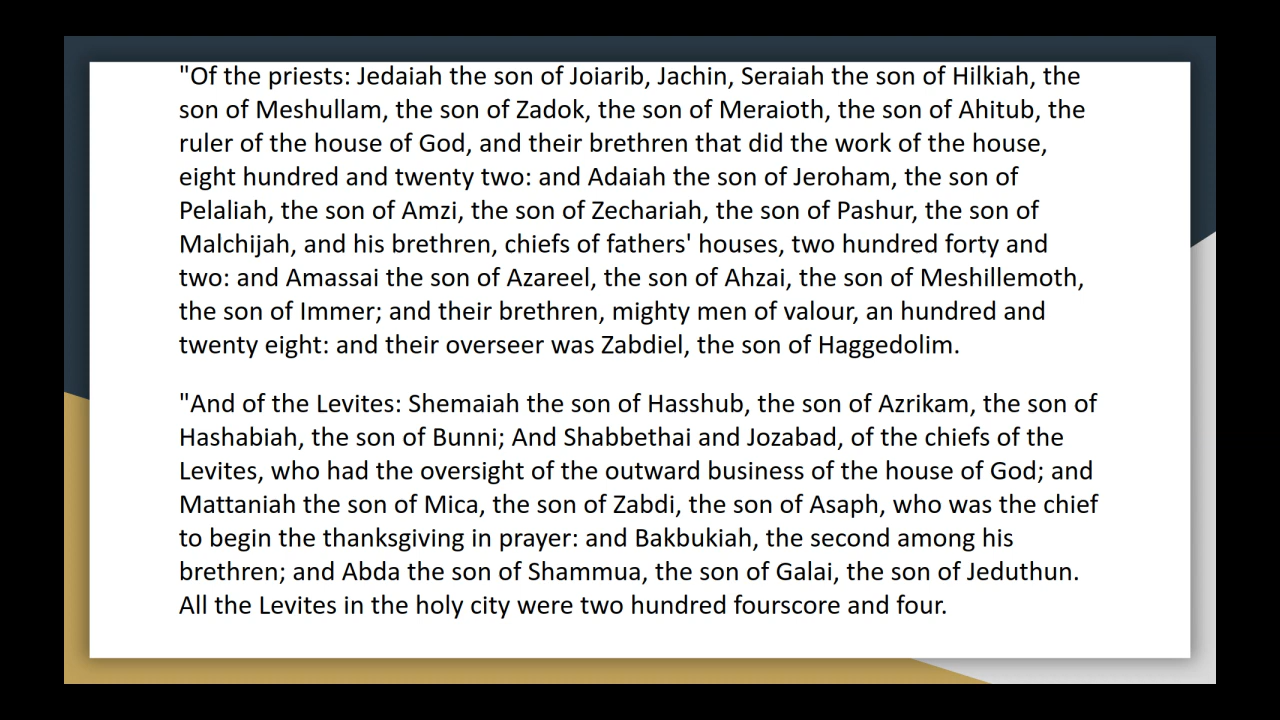 "Of the priests: Jedaiah the son of Joiarib, Jachin, Seraiah the son of Hilkiah, the
son of Meshullam, the son of Zadok, the son of Meraioth, the son of Ahitub, the
ruler of the house of God, and their brethren that did the work of the house,
eight hundred and twenty two: and Adaiah the son of Jeroham, the son of
Pelaliah, the son of Amzi, the son of Zechariah, the son of Pashur, the son of
Malchijah, and his brethren, chiefs of fathers' houses, two hundred forty and
two: and Amassai the son of Azareel, the son of Ahzai, the son of Meshillemoth,
the son of Immer; and their brethren, mighty men of valour, an hundred and
twenty eight: and their overseer was Zabdiel, the son of Haggedolim.
"And of the Levites: Shemaiah the son of Hasshub, the son of Azrikam, the son of
Hashabiah, the son of Bunni; And Shabbethai and Jozabad, of the chiefs of the
Levites, who had the oversight of the outward business of the house of God; and
Mattaniah the son of Mica, the son of Zabdi, the son of Asaph, who was the chief
to begin the thanksgiving in prayer: and Bakbukiah, the second among his
brethren; and Abda the son of Shammua, the son of Galai, the son of Jeduthun.
All the Levites in the holy city were two hundred fourscore and four.